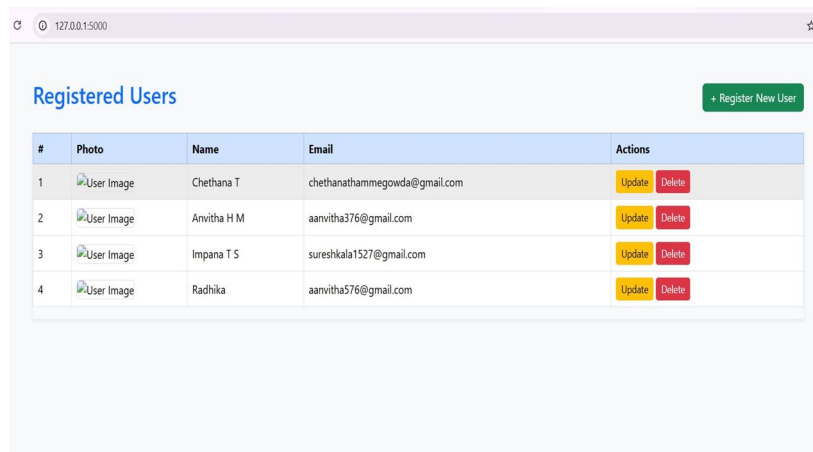 127.0.0.1:5000
Registered Users
+ Register New User
# Photo Name Email Actions
1 User Image Chethana T chethanathammegowda@gmail.com Update Delete
2 User Image Anvitha H M aanvitha376@gmail.com Update Delete
3 User Image Impana T S sureshkala1527@gmail.com Update Delete
4 User Image Radhika aanvitha576@gmail.com Update Delete